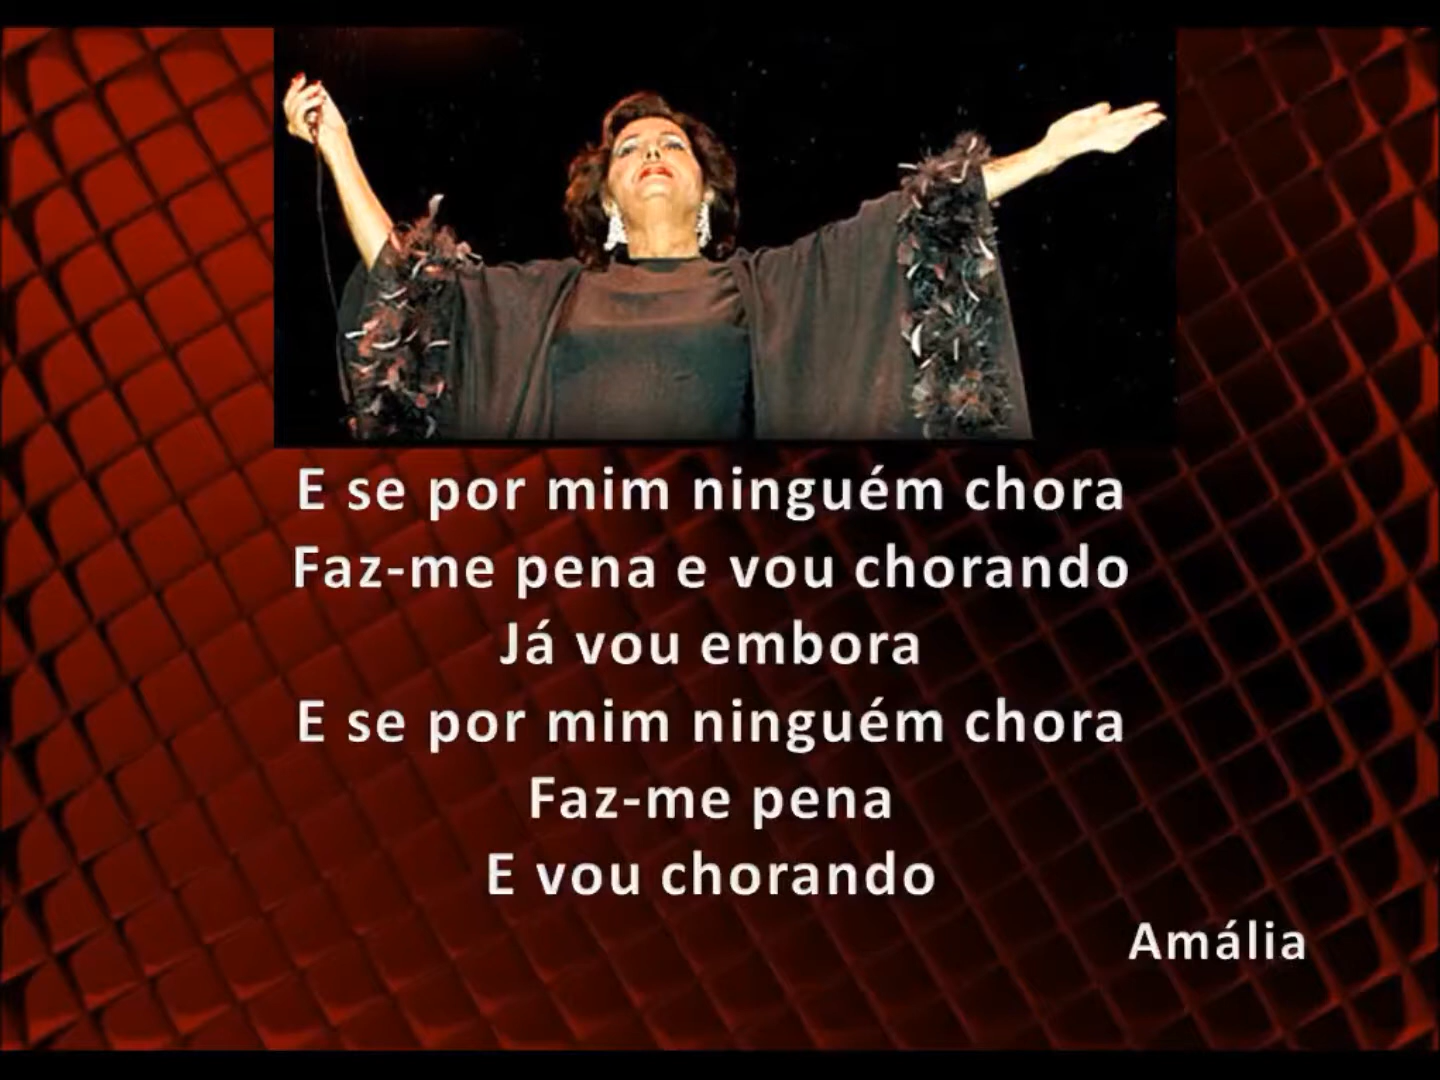 E se por mim ninguém chora
Faz-me pena e vou chorando
Já vou embora
E se por mim ninguém chora
Faz-me pena
E vou chorando
Amália